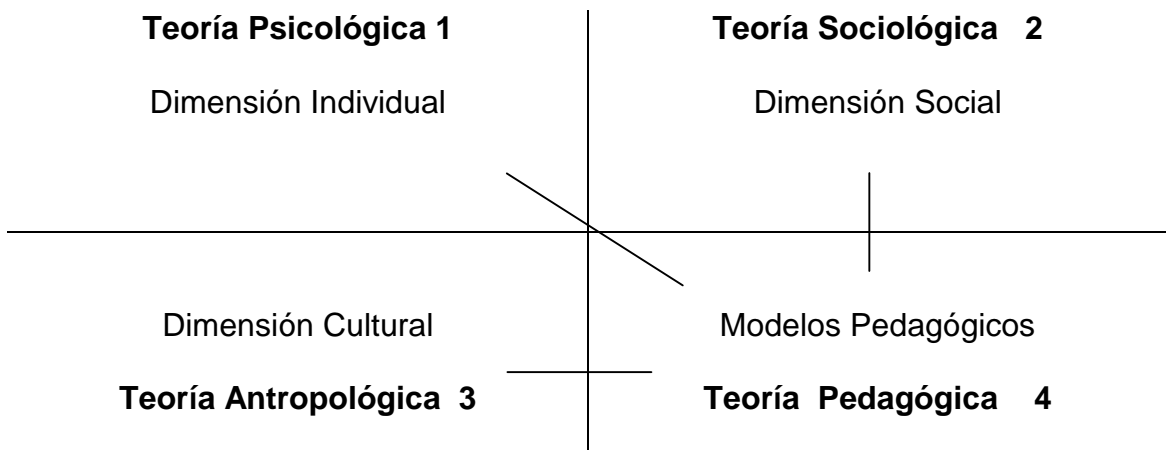 Teoría Psicológica 1
Dimensión Individual
Teoría Sociológica 2
Dimensión Social
Dimensión Cultural
Teoría Antropológica 3
Modelos Pedagógicos
Teoría Pedagógica 4